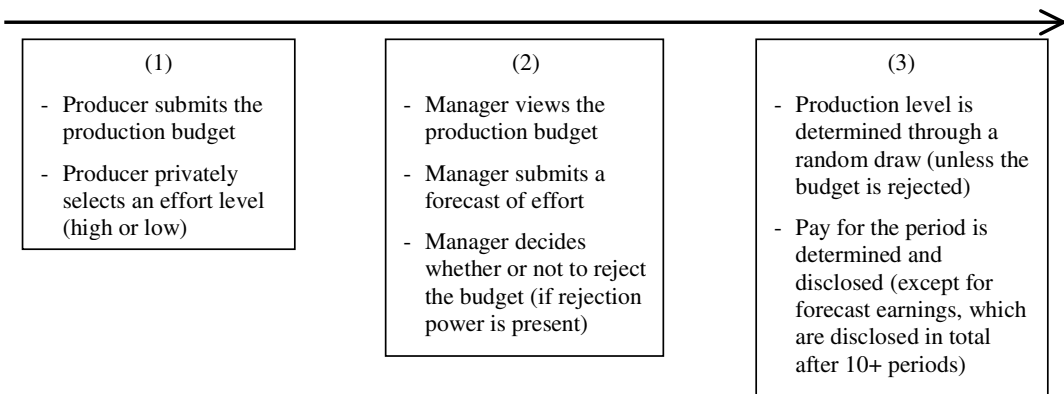 (1)
- Producer submits the
production budget
- Producer privately
selects an effort level
(high or low)
(2)
- Manager views the
production budget
- Manager submits a
forecast of effort
- Manager decides
whether or not to reject
the budget (if rejection
power is present)
(3)
- Production level is
determined through a
random draw (unless the
budget is rejected)
- Pay for the period is
determined and
disclosed (except for
forecast earnings, which
are disclosed in total
after 10+ periods)